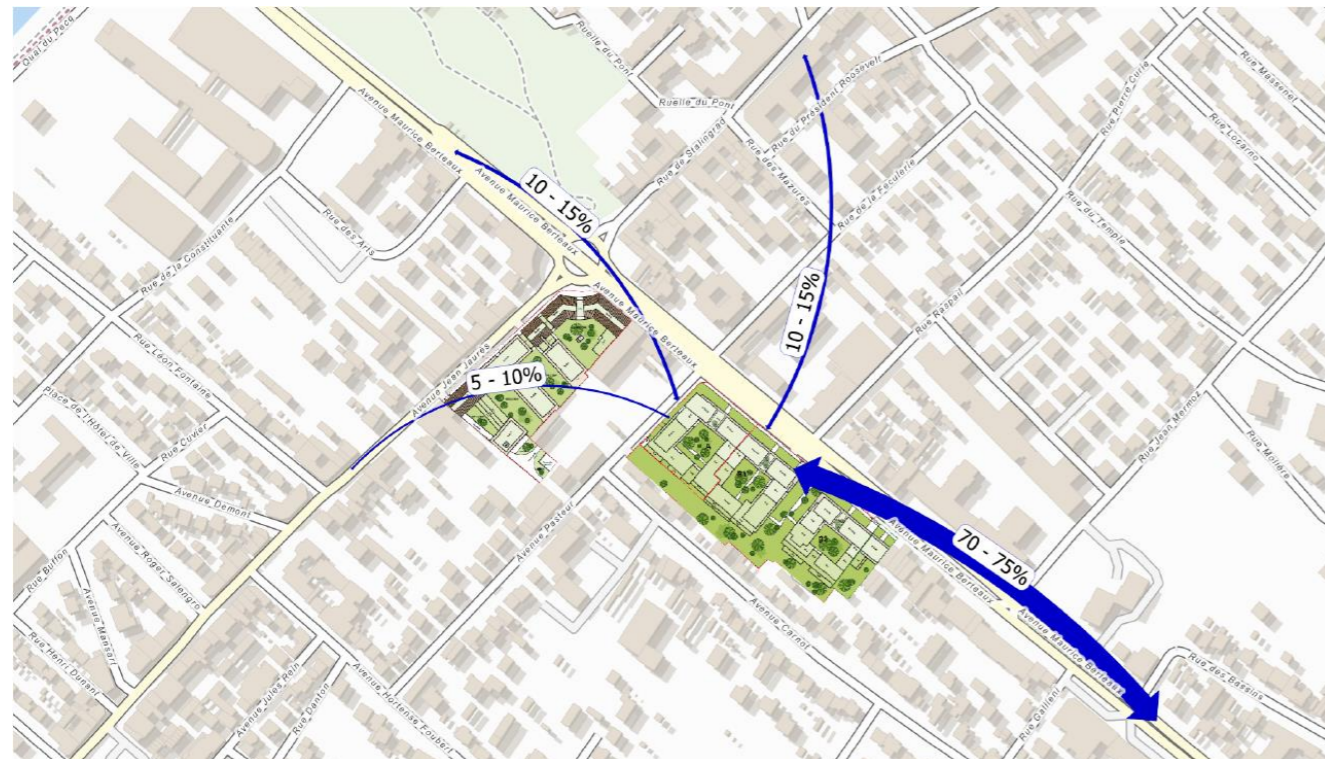 Quai du Pecq
Ruelle du Pont
Rue Massenet
Rue Pierre Curie
Rue Locarno
Avenue Maurice Berteaux
Ruelle du Pont
Rue du Président Roosevelt
Rue de Stalingrad
Rue des Mazurez
Rue de la Féculerie
Avenue Maurice Berteaux
10 - 15%
Rue des Arts
Rue de la Constituante
Rue du Temple
Avenue Maurice Berteaux
10 - 15%
Rue Raspail
Rue Léon Fontaine
Avenue Jean Jaurès
5 - 10%
Place de l'Hôtel de Ville
Rue Cuvier
Rue Jean Mermoz
Rue Molière
Avenue Demont
Avenue Pasteur
Avenue Maurice Berteaux
70 - 75%
Rue Buffon
Avenue Roger Salengro
Avenue Mansart
Avenue Carnot
Avenue Maurice Berteaux
Rue Henri Dunant
Avenue Jules Rein
Rue Danton
Avenue Hortense Foubert
Rue Gallieni
Rue des Bassins